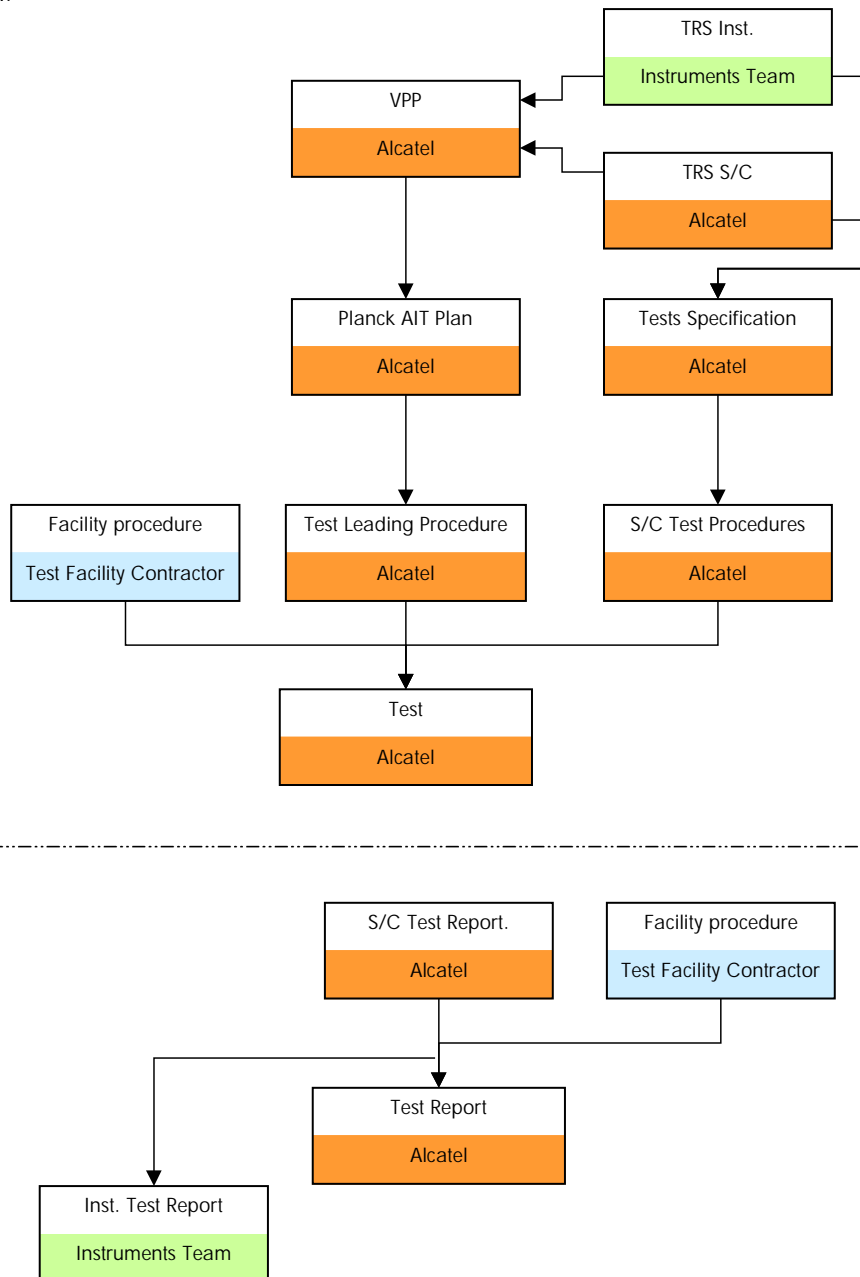 TRS Inst.
Instruments Team
VPP
Alcatel
TRS S/C
Alcatel
Planck AIT Plan
Alcatel
Tests Specification
Alcatel
Facility procedure
Test Facility Contractor
Test Leading Procedure
Alcatel
S/C Test Procedures
Alcatel
Test
Alcatel
S/C Test Report.
Alcatel
Facility procedure
Test Facility Contractor
Test Report
Alcatel
Inst. Test Report
Instruments Team